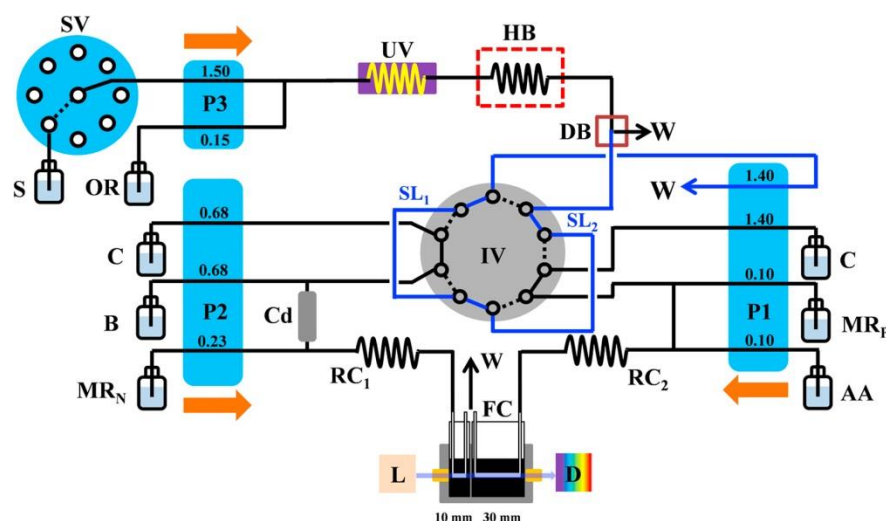 SV
UV
HB
1.50
P3
0.15
DB
W
S
OR
W
1.40
SL1
SL2
0.68
1.40
C
IV
C
0.68
0.10
B
P2
Cd
P1
MR
0.23
0.10
MRN
RC1
W
RC2
AA
FC
L
D
10 mm
30 mm